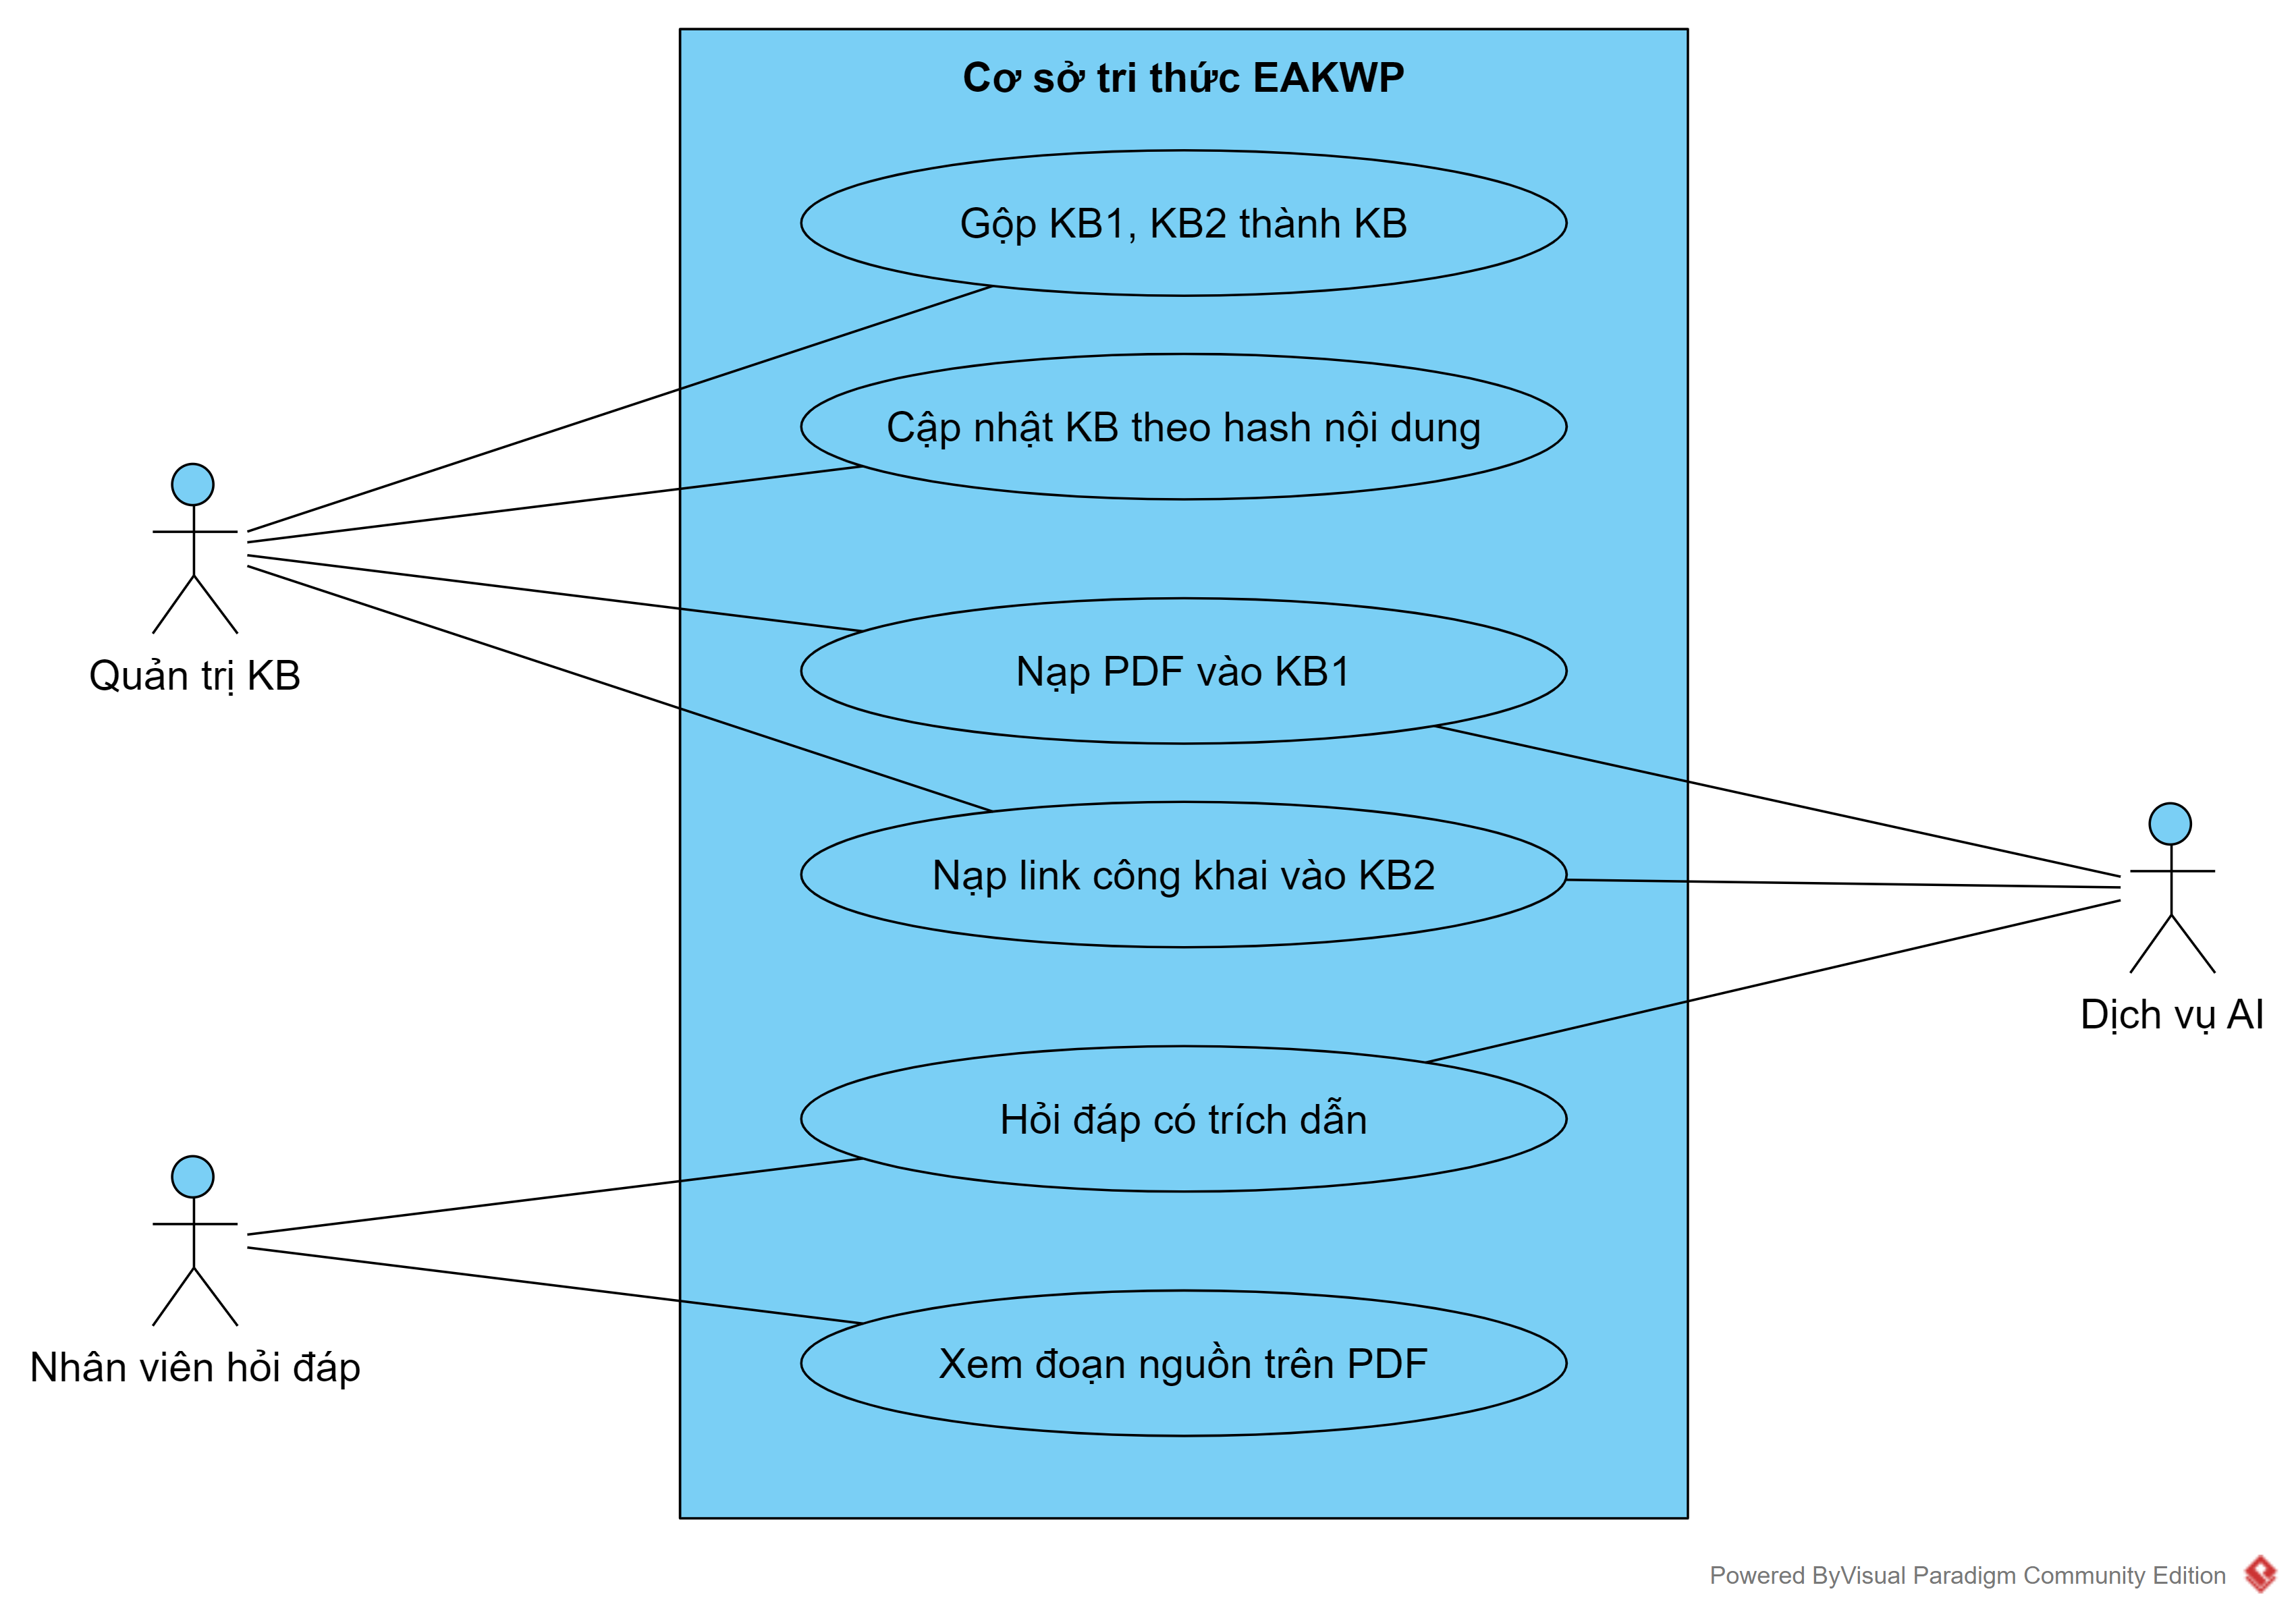 Cơ sở tri thức EAKWP
Gộp KB1, KB2 thành KB
Cập nhật KB theo hash nội dung
Quản trị KB
Nạp PDF vào KB1
Nạp link công khai vào KB2
Dịch vụ AI
Hỏi đáp có trích dẫn
Nhân viên hỏi đáp
Xem đoạn nguồn trên PDF
Powered ByVisual Paradigm Community Edition